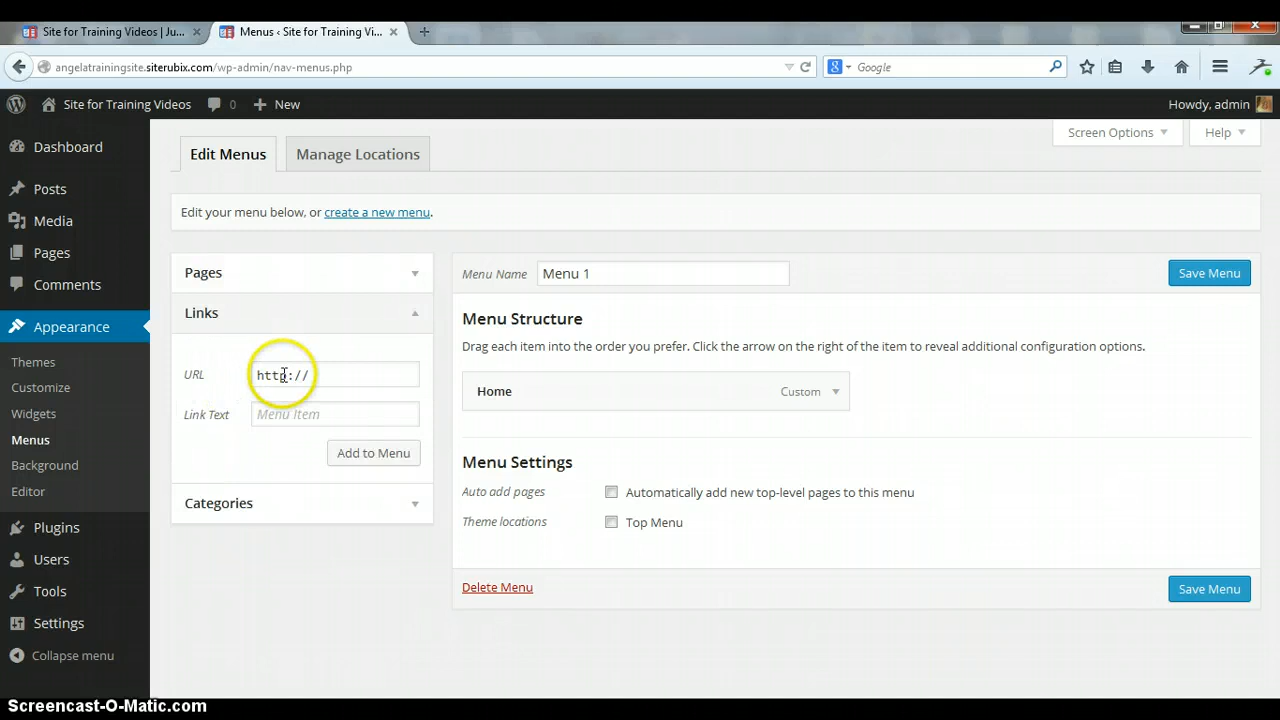 Site for Training Videos | Ju...
Menus ‹ Site for Training Vi...
angelatrainingsite.siterubix.com/wp-admin/nav-menus.php
Google
Site for Training Videos
0
New
Howdy, admin
Dashboard
Posts
Media
Pages
Comments
Appearance
Themes
Customize
Widgets
Menus
Background
Editor
Plugins
Users
Tools
Settings
Collapse menu
Screen Options
Help
Edit Menus
Manage Locations
Edit your menu below, or create a new menu.
Pages
Links
URL
http://
Link Text
Menu Item
Add to Menu
Categories
Menu Name
Menu 1
Save Menu
Menu Structure
Drag each item into the order you prefer. Click the arrow on the right of the item to reveal additional configuration options.
Home
Custom
Menu Settings
Auto add pages
Automatically add new top-level pages to this menu
Theme locations
Top Menu
Delete Menu
Save Menu
Screencast-O-Matic.com